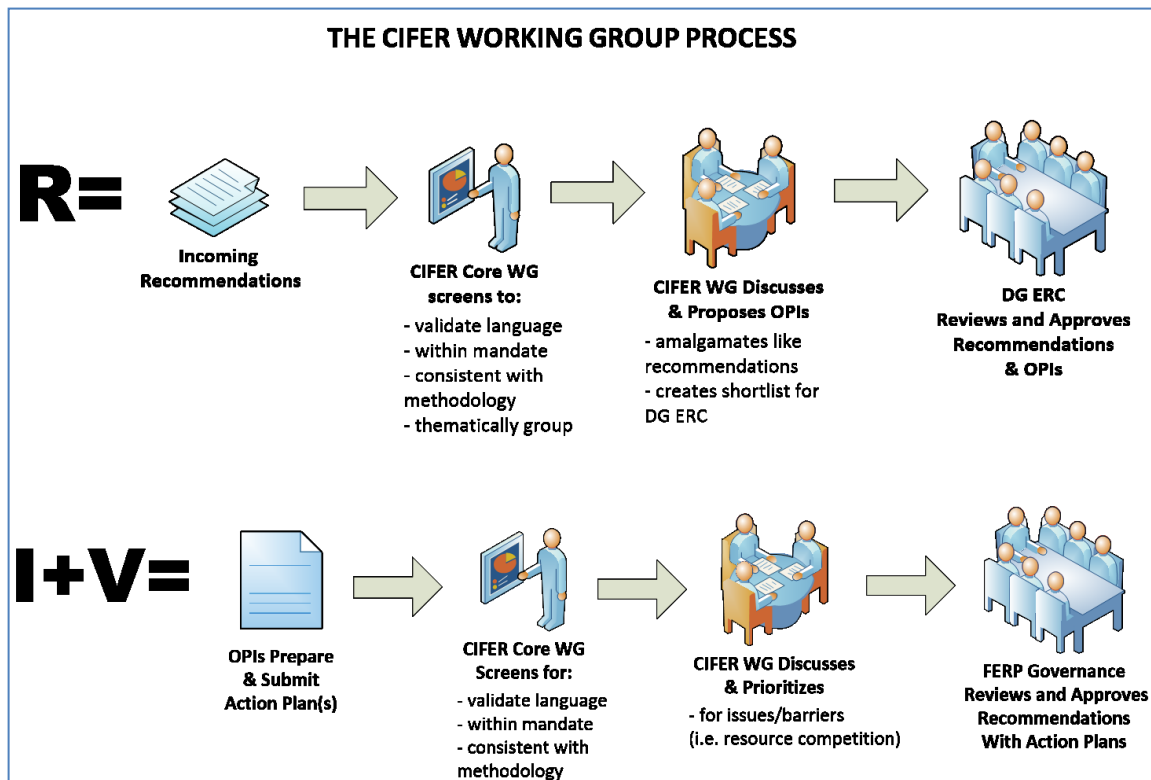 THE CIFER WORKING GROUP PROCESS
R=
Incoming
Recommendations
CIFER Core WG
screens to:
- validate language
- within mandate
- consistent with
methodology
- thematically group
CIFER WG Discusses
& Proposes OPIs
- amalgamates like
recommendations
- creates shortlist for
DG ERC
DG ERC
Reviews and Approves
Recommendations
& OPIs
I+V=
OPIs Prepare
& Submit
Action Plan(s)
CIFER Core WG
Screens for:
- validate language
- within mandate
- consistent with
methodology
CIFER WG Discusses
& Prioritizes
- for issues/barriers
(i.e. resource competition)
FERP Governance
Reviews and Approves
Recommendations
With Action Plans